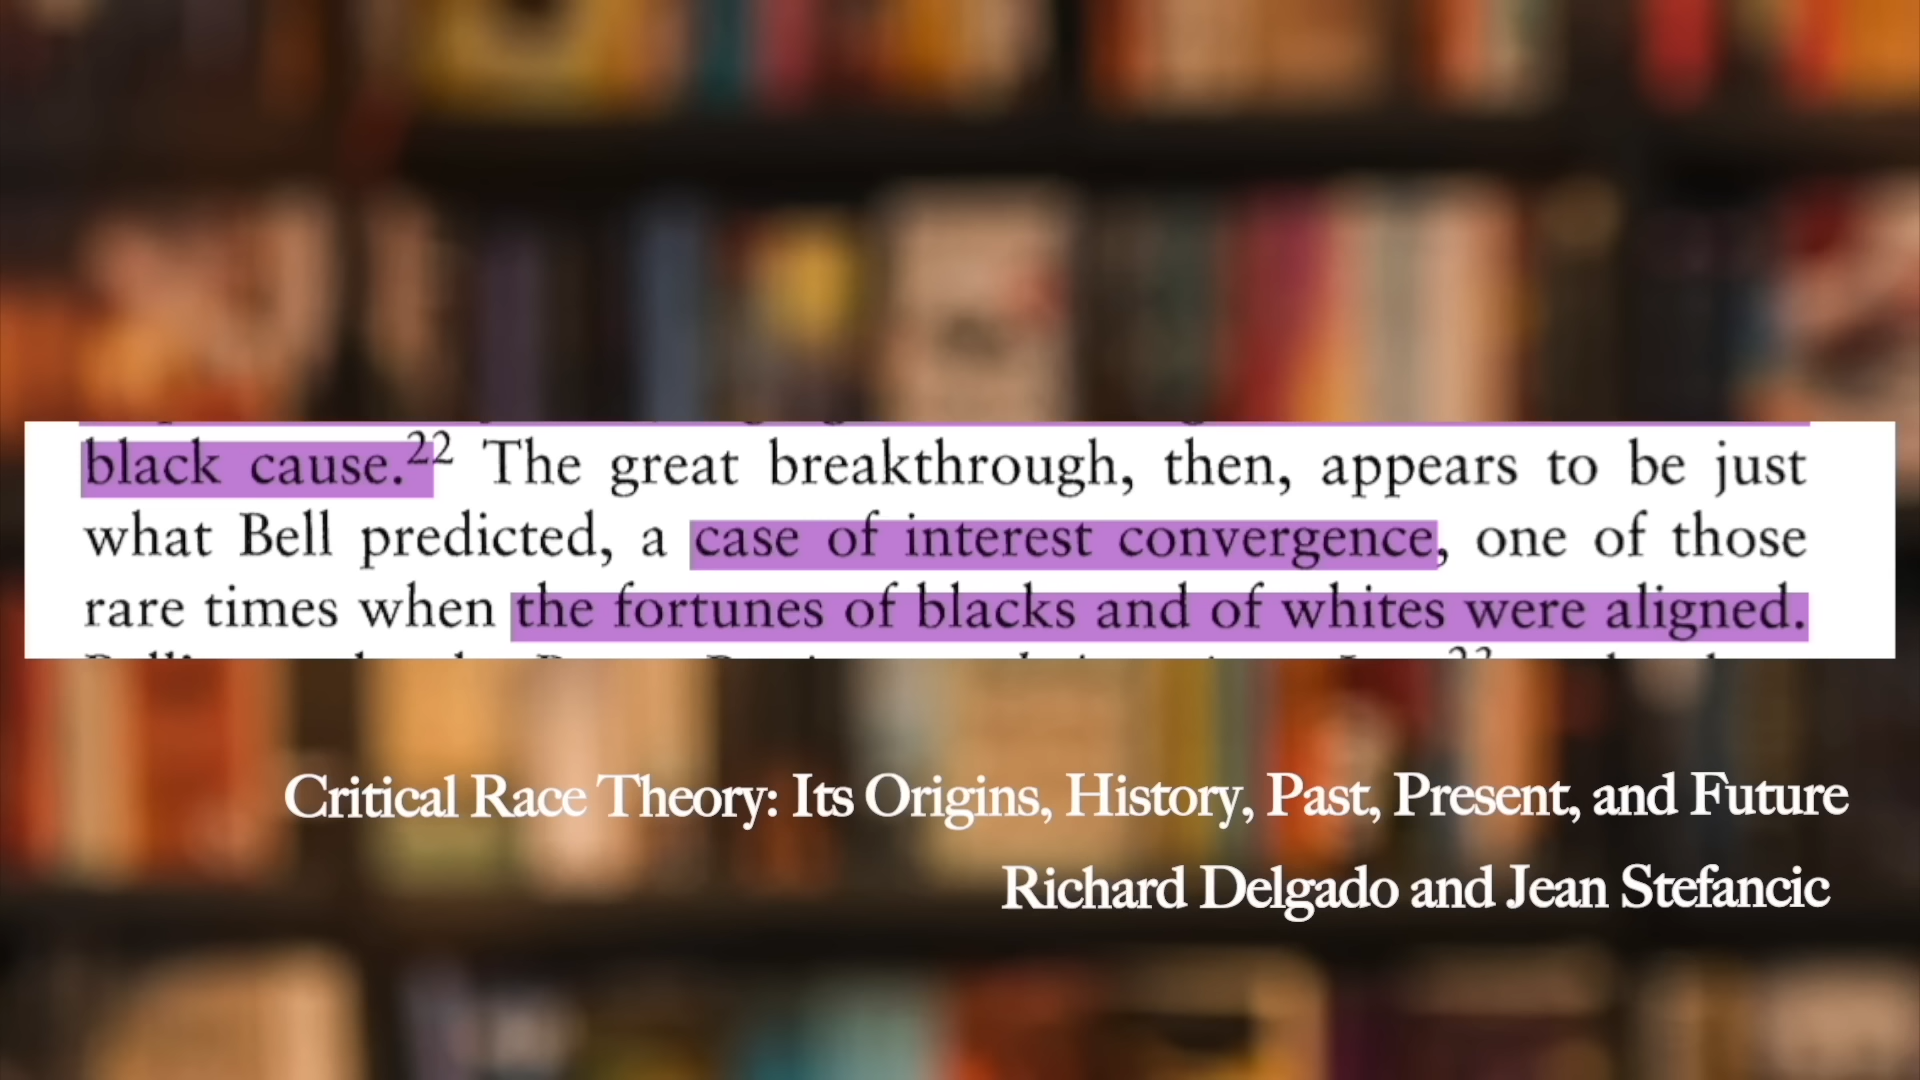 black cause.22 The great breakthrough, then, appears to be just
what Bell predicted, a case of interest convergence, one of those
rare times when the fortunes of blacks and of whites were aligned.
Critical Race Theory: Its Origins, History, Past, Present, and Future
Richard Delgado and Jean Stefancic